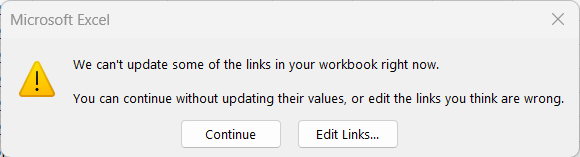 Microsoft Excel
We can't update some of the links in your workbook right now.
You can continue without updating their values, or edit the links you think are wrong.
Continue
Edit Links...